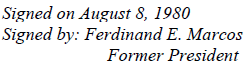 Signed on August 8, 1980
Signed by: Ferdinand E. Marcos
Former President